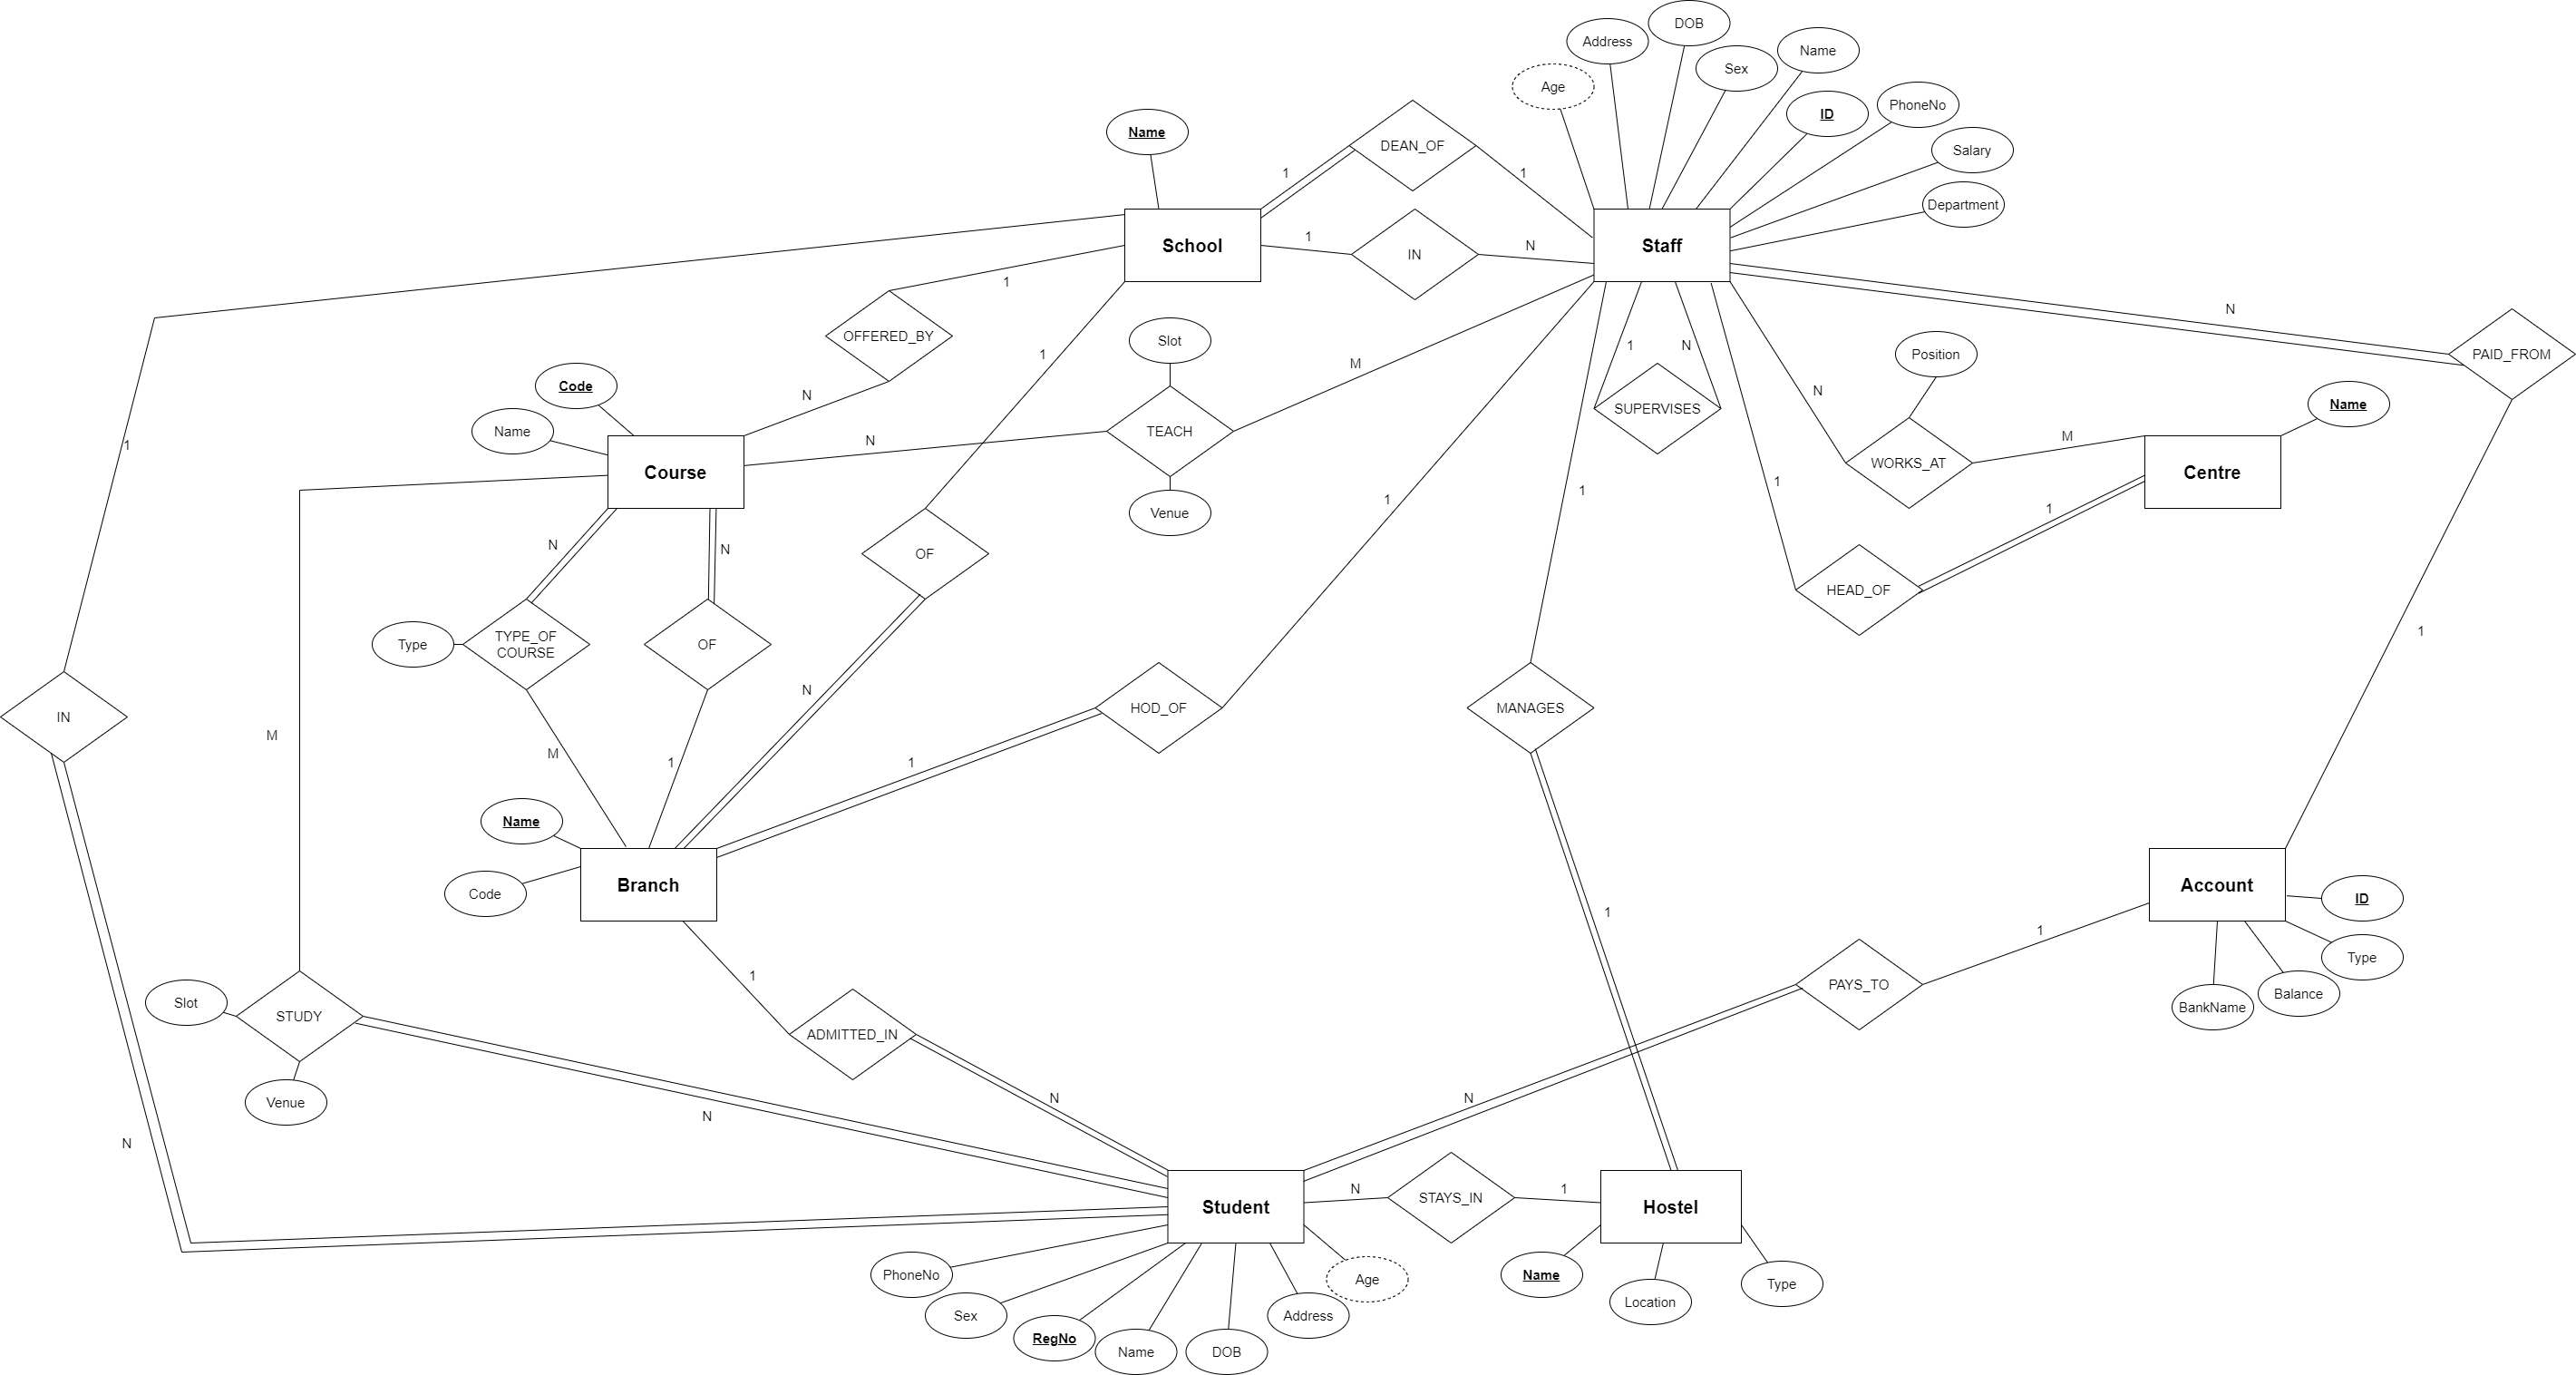 DOB
Address
Name
Sex
Age
PhoneNo
ID
Name
DEAN_OF
Salary
1
1
Department
School
Staff
1
IN
N
1
N
OFFERED_BY
1
Slot
1
N
Position
PAID_FROM
M
Code
N
N
Name
SUPERVISES
Name
N
TEACH
M
1
WORKS_AT
Course
Centre
1
1
1
Venue
1
N
N
OF
HEAD_OF
1
TYPE_OF
COURSE
Type
OF
N
HOD_OF
MANAGES
IN
M
M
1
1
Name
Branch
Account
Code
ID
1
1
Type
1
PAYS_TO
Balance
Slot
BankName
STUDY
ADMITTED_IN
Venue
N
N
N
N
N
STAYS_IN
1
Student
Hostel
PhoneNo
Age
Name
Type
Sex
Address
Location
RegNo
Name
DOB